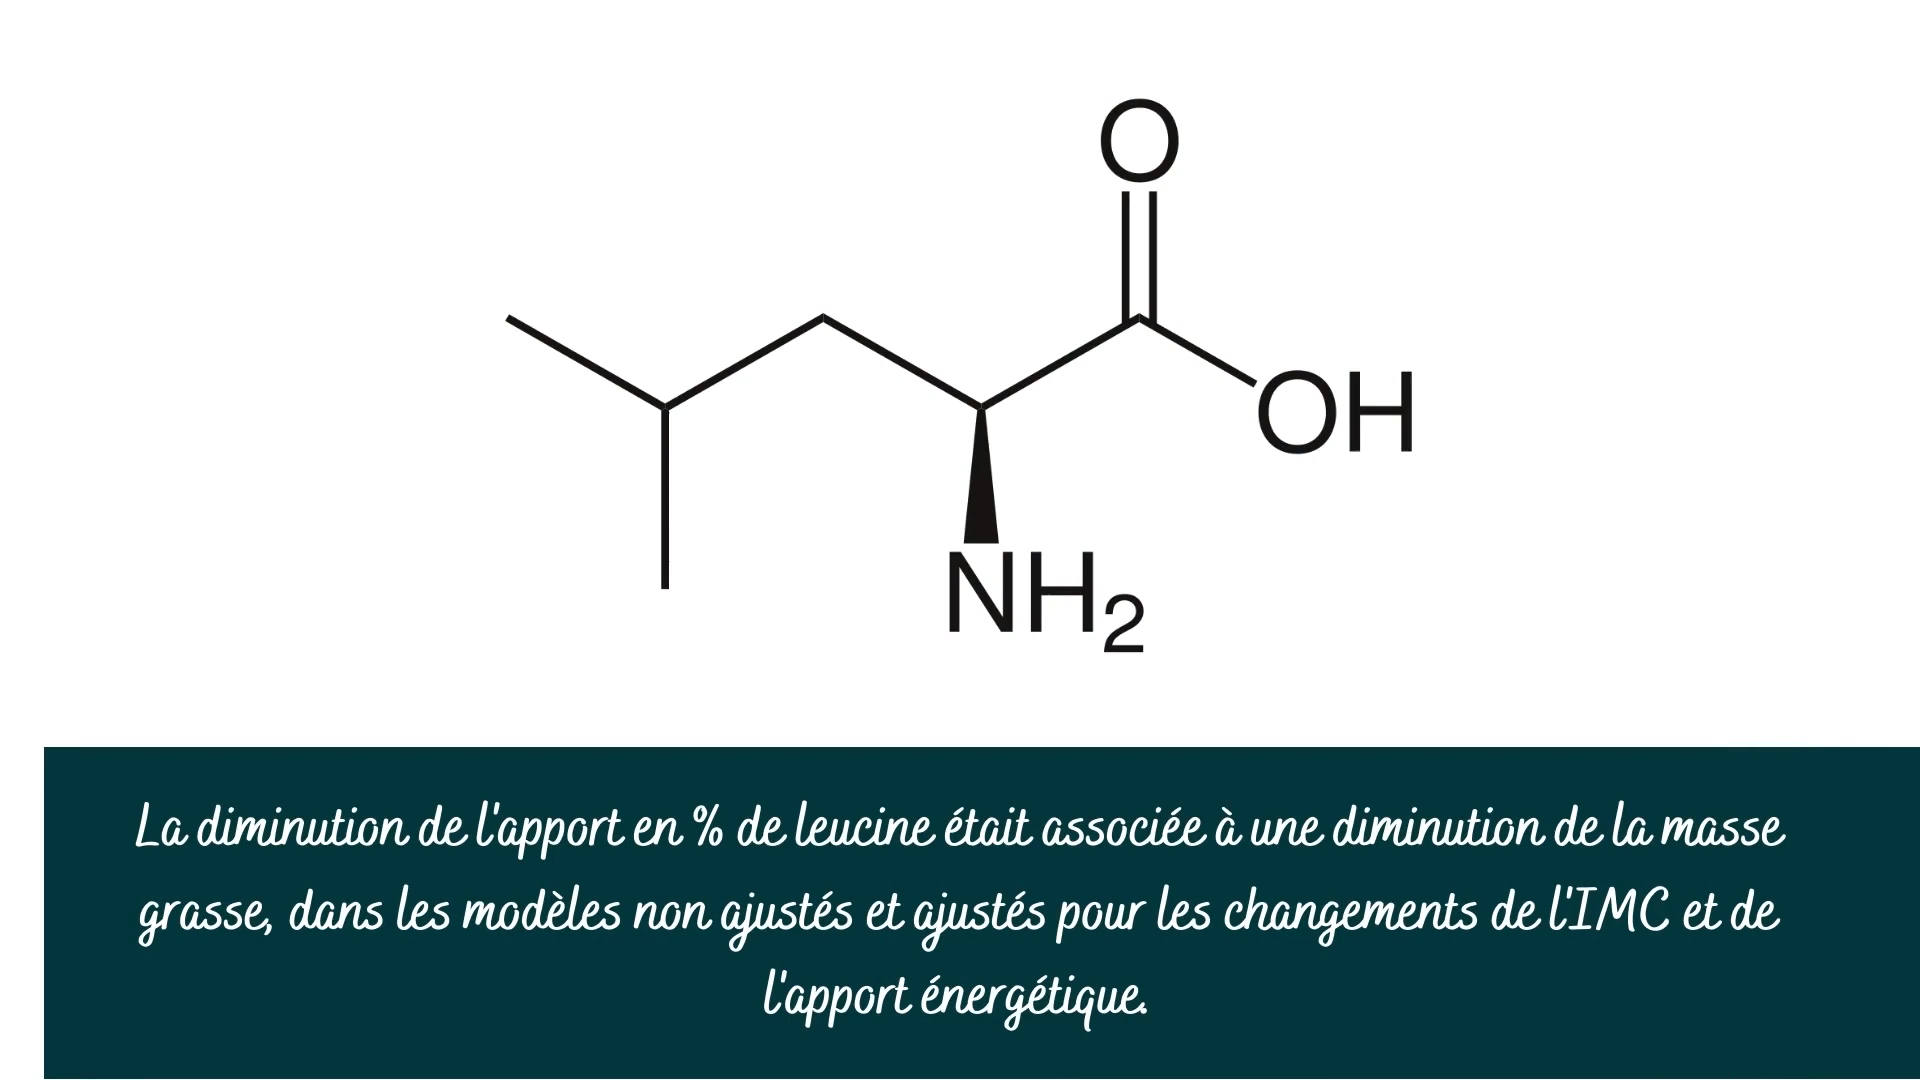 O
OH
NH2
La diminution de l'apport en % de leucine était associée à une diminution de la masse
grasse, dans les modèles non ajustés et ajustés pour les changements de l'IMC et de
l'apport énergétique.